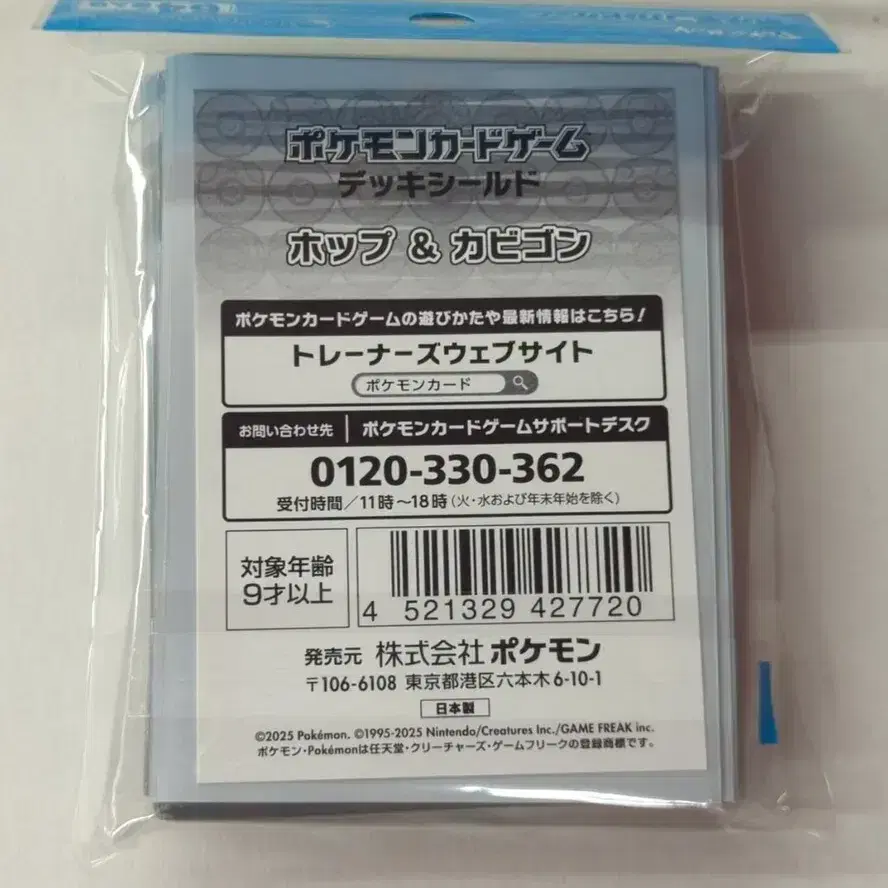 ポケモンカードゲーム
デッキシールド
ホップ & カビゴン
ポケモンカードゲームの遊びかたや最新情報はこちら!
トレーナーズウェブサイト
ポケモンカード
お問い合わせ先 | ポケモンカードゲームサポートデスク
0120-330-362
受付時間/11時~18時(火・水および年末年始を除く)
対象年齢
9才以上
4 521329 427720
発売元 株式会社ポケモン
〒106-6108 東京都港区六本木6-10-1
日本製
©2025 Pokémon. ©1995-2025 Nintendo/Creatures Inc./GAME FREAK inc.
ポケモン・Pokémonは任天堂・クリーチャーズ・ゲームフリークの登録商標です。